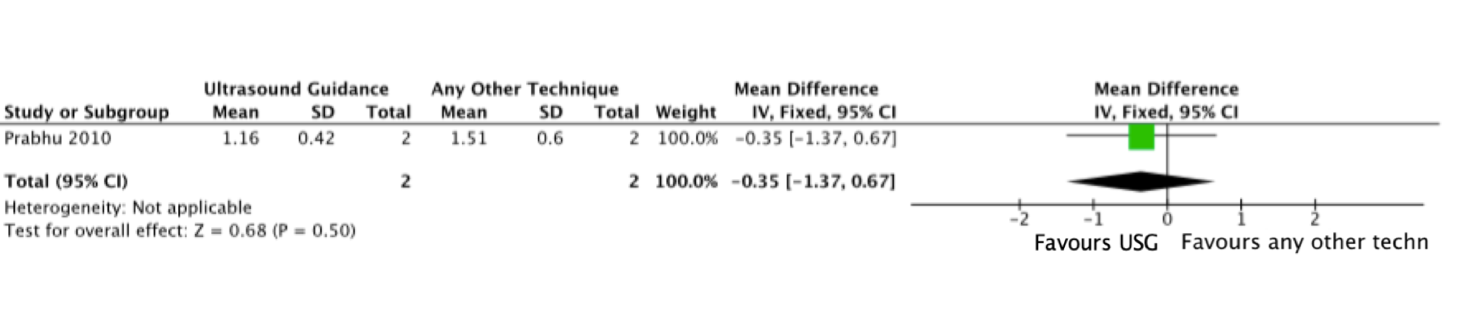 Ultrasound Guidance Any Other Technique Mean Difference Mean Difference
Study or Subgroup Mean SD Total Mean SD Total Weight IV, Fixed, 95% CI IV, Fixed, 95% CI
Prabhu 2010 1.16 0.42 2 1.51 0.6 2 100.0% −0.35 [−1.37, 0.67]
Total (95% CI) 2 2 100.0% −0.35 [−1.37, 0.67]
Heterogeneity: Not applicable
Test for overall effect: Z = 0.68 (P = 0.50)
−2 −1 0 1 2
Favours USG Favours any other techn